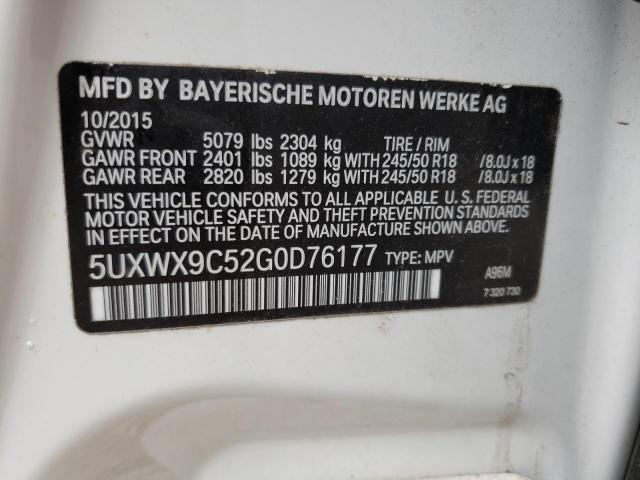 MFD BY BAYERISCHE MOTOREN WERKE AG
10/2015
GVWR 5079 lbs 2304 kg TIRE / RIM
GAWR FRONT 2401 lbs 1089 kg WITH 245/50 R18 /8.0J x 18
GAWR REAR 2820 lbs 1279 kg WITH 245/50 R18 /8.0J x 18
THIS VEHICLE CONFORMS TO ALL APPLICABLE U. S. FEDERAL
MOTOR VEHICLE SAFETY AND THEFT PREVENTION STANDARDS
IN EFFECT ON THE DATE OF MANUFACTURE SHOWN ABOVE.
5UXWX9C52G0D76177 TYPE: MPV
A96M
7 320 730